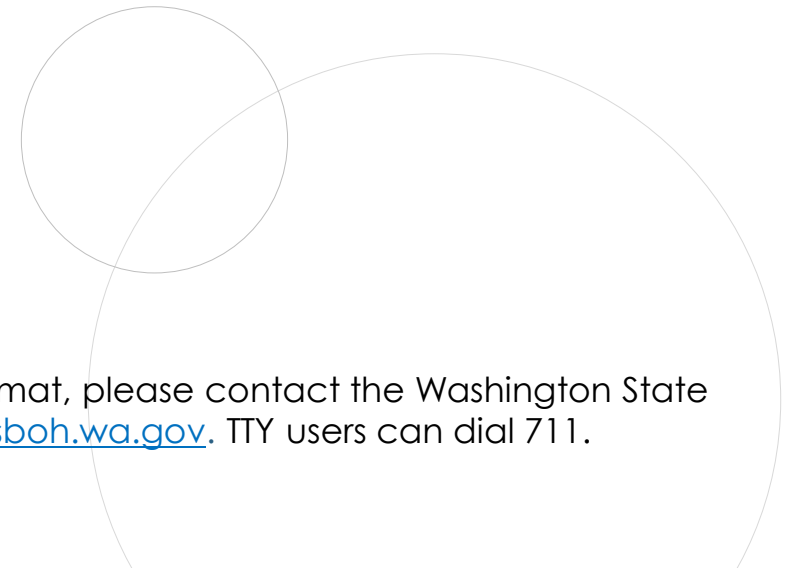 mat, please contact the Washington State
sboh.wa.gov. TTY users can dial 711.